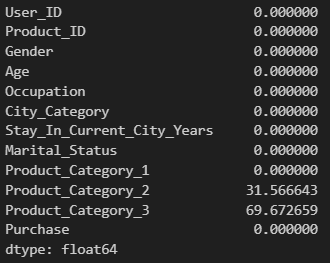 User_ID 0.000000
Product_ID 0.000000
Gender 0.000000
Age 0.000000
Occupation 0.000000
City_Category 0.000000
Stay_In_Current_City_Years 0.000000
Marital_Status 0.000000
Product_Category_1 0.000000
Product_Category_2 31.566643
Product_Category_3 69.672659
Purchase 0.000000
dtype: float64